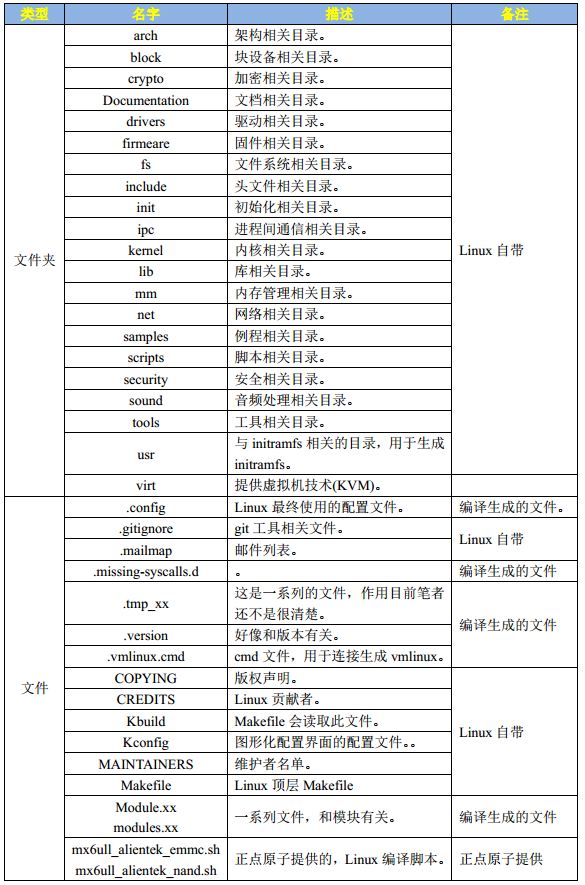 类型 名字 描述 备注
文件夹
arch 架构相关目录。
block 块设备相关目录。
crypto 加密相关目录。
Documentation 文档相关目录。
drivers 驱动相关目录。
firmeare 固件相关目录。
fs 文件系统相关目录。
include 头文件相关目录。
init 初始化相关目录。
ipc 进程间通信相关目录。
kernel 内核相关目录。
Linux 自带
lib 库相关目录。
mm 内存管理相关目录。
net 网络相关目录。
samples 例程相关目录。
scripts 脚本相关目录。
security 安全相关目录。
sound 音频处理相关目录。
tools 工具相关目录。
usr 与 initramfs 相关的目录，用于生成
initramfs。
virt 提供虚拟机技术(KVM)。
文件
.config Linux 最终使用的配置文件。 编译生成的文件。
.gitignore git 工具相关文件。
Linux 自带
.mailmap 邮件列表。
.missing-syscalls.d 。 编译生成的文件
.tmp_xx 这是一系列的文件，作用目前笔者
还不是很清楚。
编译生成的文件
.version 好像和版本有关。
.vmlinux.cmd cmd 文件，用于连接生成 vmlinux。
COPYING 版权声明。
CREDITS Linux 贡献者。
Kbuild Makefile 会读取此文件。
Linux 自带
Kconfig 图形化配置界面的配置文件。。
MAINTAINERS 维护者名单。
Makefile Linux 顶层 Makefile
Module.xx
modules.xx
一系列文件，和模块有关。 编译生成的文件
mx6ull_alientek_emmc.sh
mx6ull_alientek_nand.sh
正点原子提供的，Linux 编译脚本。 正点原子提供